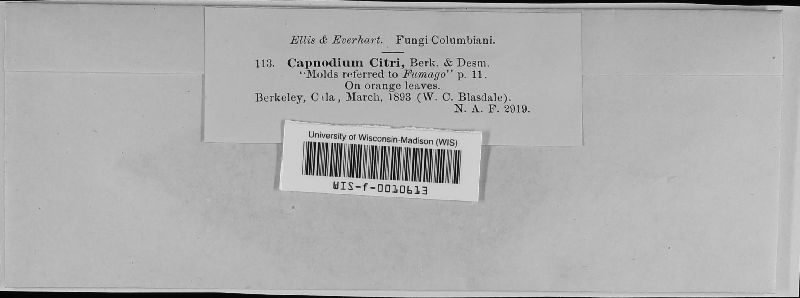 Ellis & Everhart. Fungi Columbiani.
113. Capnodium Citri, Berk. & Desm.
"Molds referred to Fumago" p. 11.
On orange leaves.
Berkeley, Cala, March, 1893 (W. C. Blasdale).
N. A. F. 2919.
University of Wisconsin-Madison (WIS)
WIS-f-0010613